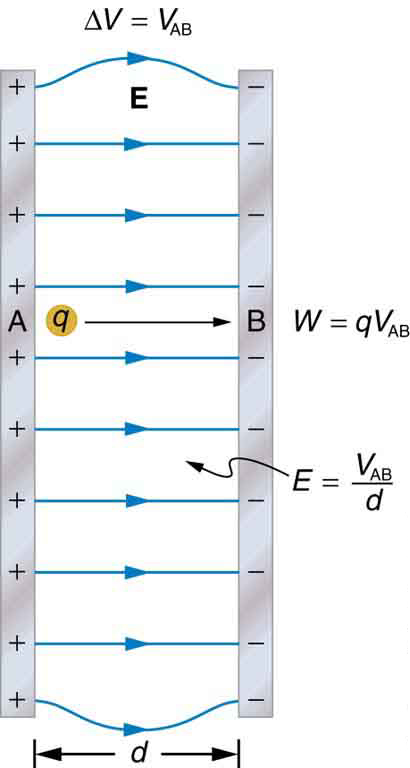 ΔV = V_AB
E
+ −
+ −
+ −
+ −
A q B W = qV_AB
+ −
+ −
+ −
E = V_AB / d
+ −
+ −
+ −
d